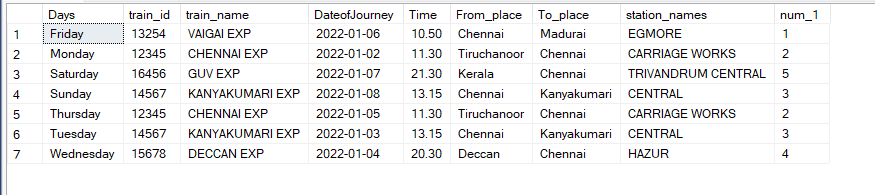 Days train_id train_name DateofJourney Time From_place To_place station_names num_1
1 Friday 13254 VAIGAI EXP 2022-01-06 10.50 Chennai Madurai EGMORE 1
2 Monday 12345 CHENNAI EXP 2022-01-02 11.30 Tiruchanoor Chennai CARRIAGE WORKS 2
3 Saturday 16456 GUV EXP 2022-01-07 21.30 Kerala Chennai TRIVANDRUM CENTRAL 5
4 Sunday 14567 KANYAKUMARI EXP 2022-01-08 13.15 Chennai Kanyakumari CENTRAL 3
5 Thursday 12345 CHENNAI EXP 2022-01-05 11.30 Tiruchanoor Chennai CARRIAGE WORKS 2
6 Tuesday 14567 KANYAKUMARI EXP 2022-01-03 13.15 Chennai Kanyakumari CENTRAL 3
7 Wednesday 15678 DECCAN EXP 2022-01-04 20.30 Deccan Chennai HAZUR 4